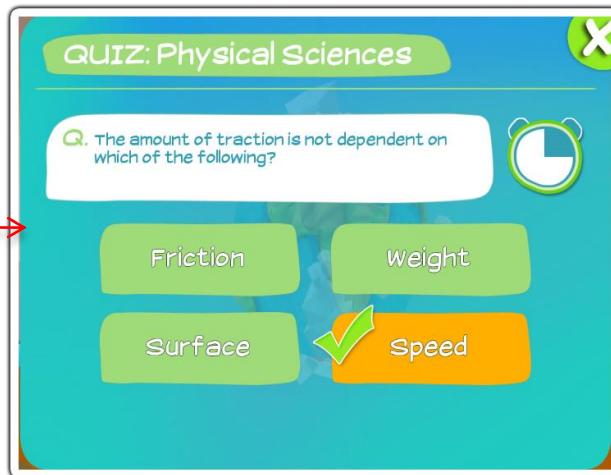 QUIZ: Physical Sciences
Q. The amount of traction is not dependent on
which of the following?
Friction
Weight
Surface
Speed